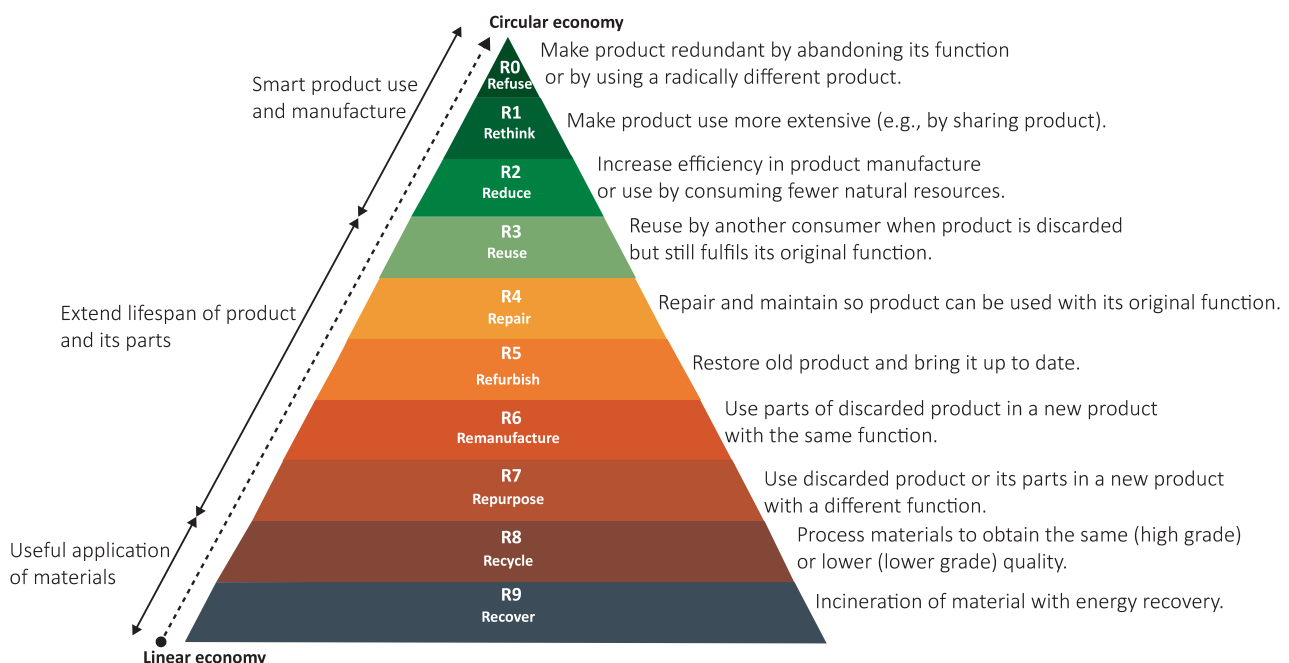 Circular economy
Smart product use
and manufacture
R0
Refuse
Make product redundant by abandoning its function
or by using a radically different product.
R1
Rethink
Make product use more extensive (e.g., by sharing product).
R2
Reduce
Increase efficiency in product manufacture
or use by consuming fewer natural resources.
Extend lifespan of product
and its parts
R3
Reuse
Reuse by another consumer when product is discarded
but still fulfils its original function.
R4
Repair
Repair and maintain so product can be used with its original function.
R5
Refurbish
Restore old product and bring it up to date.
R6
Remanufacture
Use parts of discarded product in a new product
with the same function.
R7
Repurpose
Use discarded product or its parts in a new product
with a different function.
Useful application
of materials
R8
Recycle
Process materials to obtain the same (high grade)
or lower (lower grade) quality.
R9
Recover
Incineration of material with energy recovery.
Linear economy